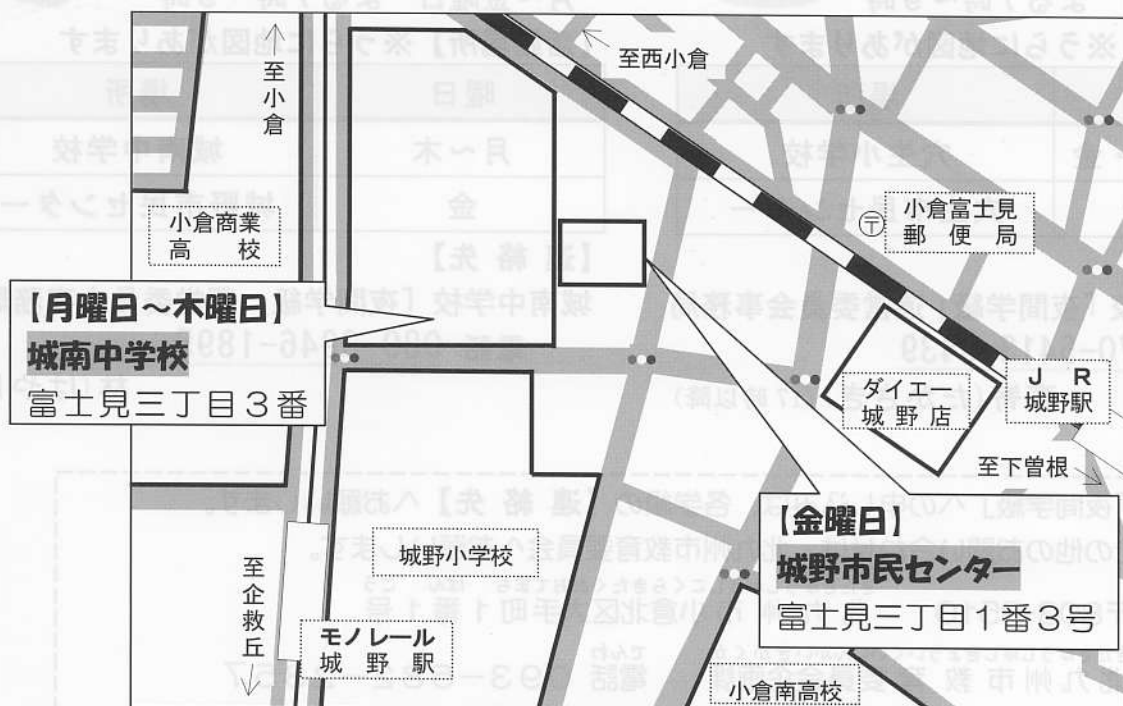 至小倉
至西小倉
小倉商業
高校
〒
小倉富士見
郵便局
【月曜日～木曜日】
城南中学校
富士見三丁目3番
ダイエー
城野店
JR
城野駅
至下曽根
【金曜日】
城野市民センター
富士見三丁目1番3号
城野小学校
至企救丘
モノレール
城野駅
小倉南高校